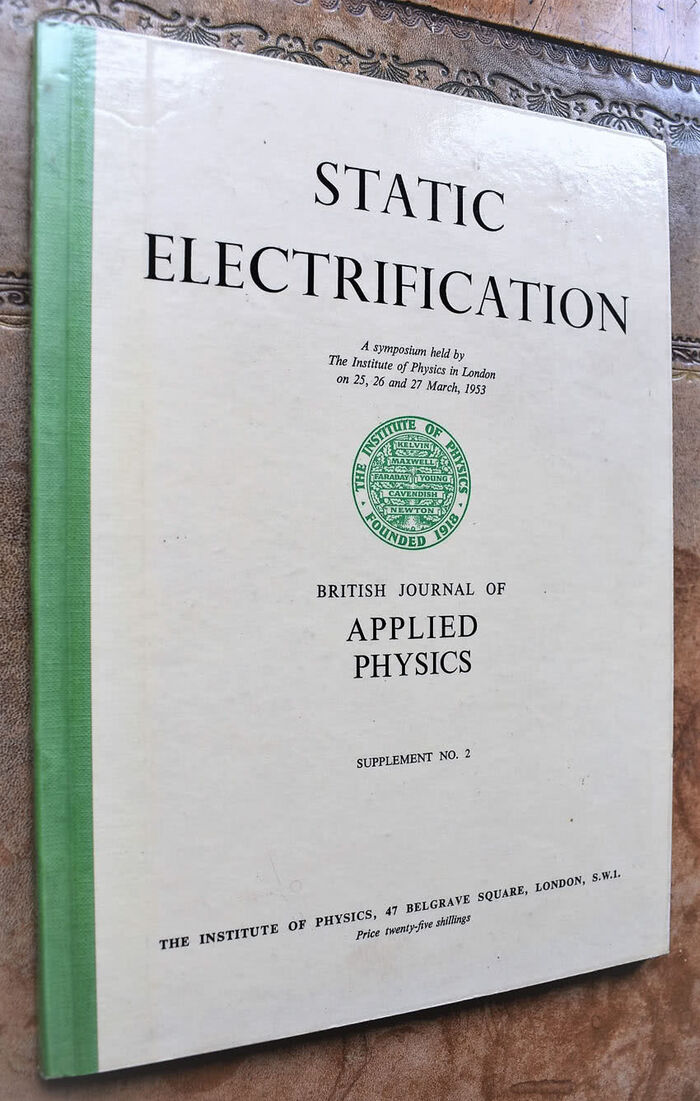 STATIC
ELECTRIFICATION
A symposium held by
The Institute of Physics in London
on 25, 26 and 27 March, 1953
THE INSTITUTE OF PHYSICS
KELVIN
MAXWELL
FARADAY YOUNG
CAVENDISH
NEWTON
· FOUNDED 1918 ·
BRITISH JOURNAL OF
APPLIED
PHYSICS
SUPPLEMENT NO. 2
THE INSTITUTE OF PHYSICS, 47 BELGRAVE SQUARE, LONDON, S.W.1.
Price twenty-five shillings